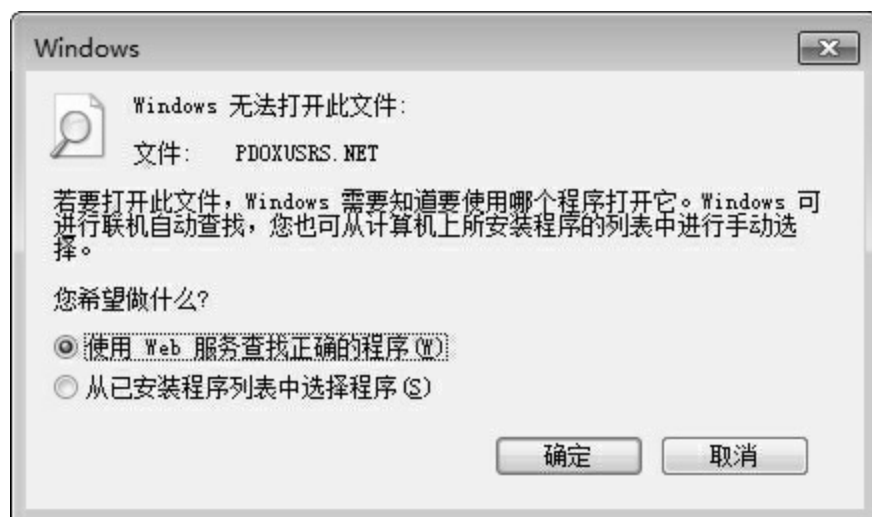 Windows
Windows 无法打开此文件:
文件: PDOXUSRS.NET
若要打开此文件，Windows 需要知道要使用哪个程序打开它。Windows 可
进行联机自动查找，您也可从计算机上所安装程序的列表中进行手动选
择。
您希望做什么?
使用 Web 服务查找正确的程序(W)
从已安装程序列表中选择程序(S)
确定 取消